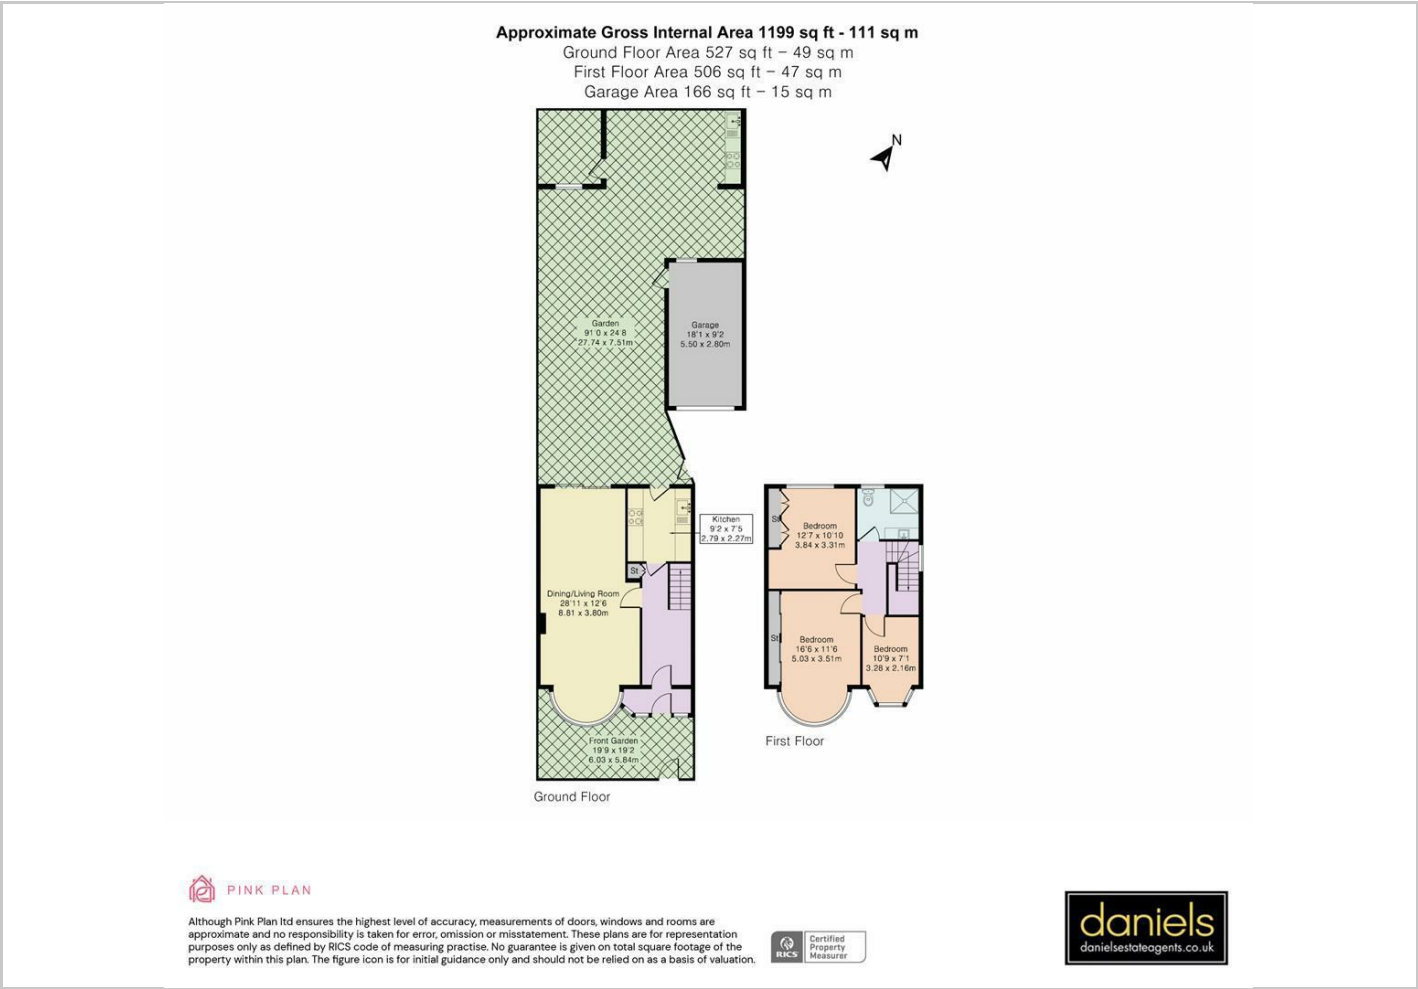 Approximate Gross Internal Area 1199 sq ft - 111 sq m
Ground Floor Area 527 sq ft – 49 sq m
First Floor Area 506 sq ft – 47 sq m
Garage Area 166 sq ft – 15 sq m
N
Garden
91'0 x 24'8
27.74 x 7.51m
Garage
18'1 x 9'2
5.50 x 2.80m
Kitchen
9'2 x 7'5
2.79 x 2.27m
St
Dining/Living Room
28'11 x 12'6
8.81 x 3.80m
Front Garden
19'9 x 19'2
6.03 x 5.84m
Ground Floor
St
Bedroom
12'7 x 10'10
3.84 x 3.31m
St
Bedroom
16'6 x 11'6
5.03 x 3.51m
Bedroom
10'9 x 7'1
3.28 x 2.16m
First Floor
PINK PLAN
Although Pink Plan ltd ensures the highest level of accuracy, measurements of doors, windows and rooms are
approximate and no responsibility is taken for error, omission or misstatement. These plans are for representation
purposes only as defined by RICS code of measuring practise. No guarantee is given on total square footage of the
property within this plan. The figure icon is for initial guidance only and should not be relied on as a basis of valuation.
RICS
Certified
Property
Measurer
daniels
danielsestateagents.co.uk